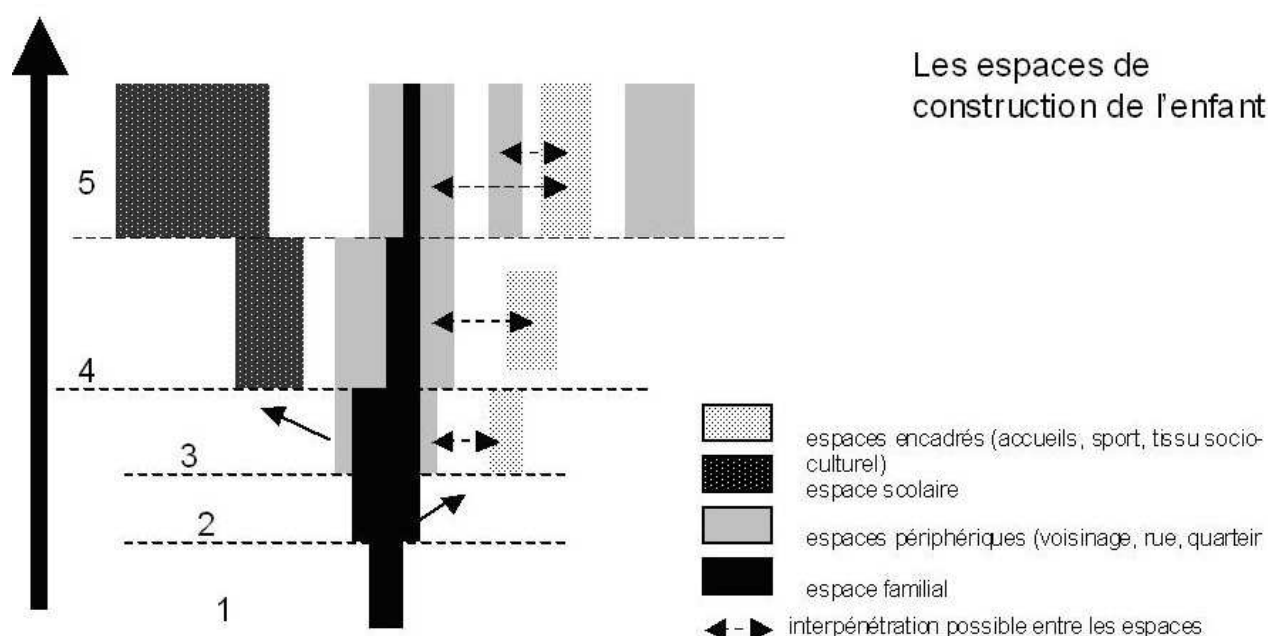 Les espaces de
construction de l'enfant
5
4
3
2
1
espaces encadrés (accueils, sport, tissu socio-
culturel)
espace scolaire
espaces périphériques (voisinage, rue, quarteir
espace familial
interpénétration possible entre les espaces